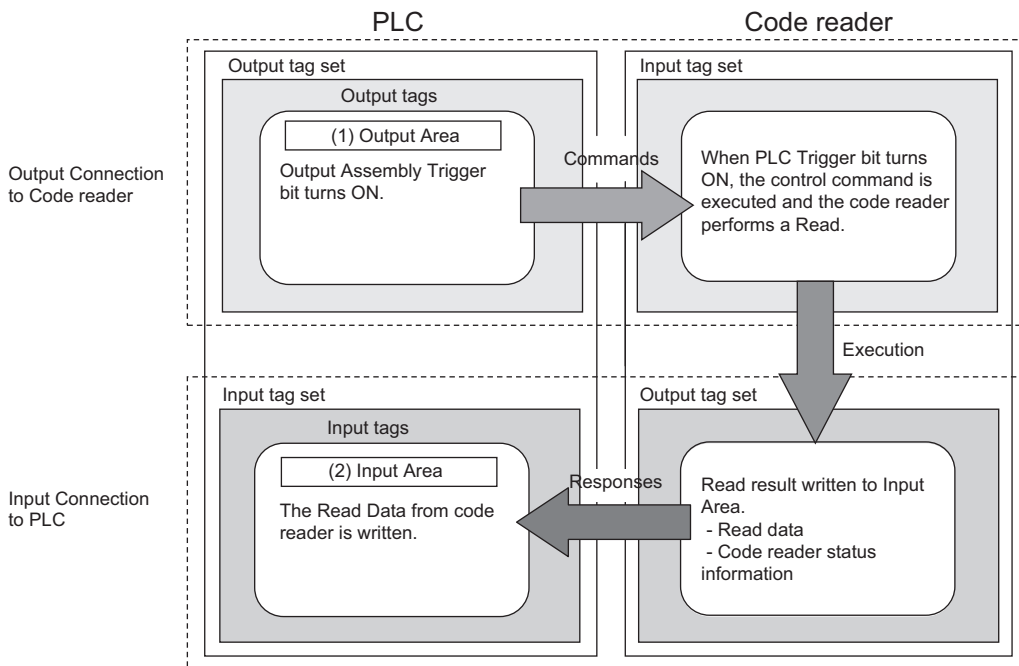 PLC
Code reader
Output tag set
Input tag set
Output tags
(1) Output Area
Output Assembly Trigger
bit turns ON.
Commands
When PLC Trigger bit turns
ON, the control command is
executed and the code reader
performs a Read.
Output Connection
to Code reader
Execution
Input tag set
Output tag set
Input tags
(2) Input Area
The Read Data from code
reader is written.
Responses
Read result written to Input
Area.
- Read data
- Code reader status
information
Input Connection
to PLC